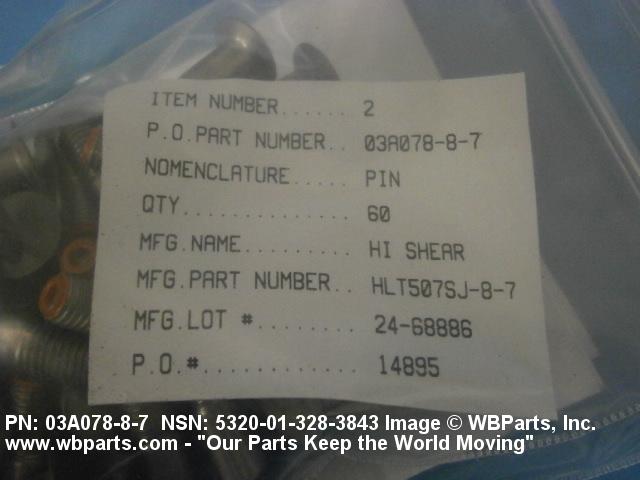 ITEM NUMBER...... 2
P.O.PART NUMBER.. 03A078-8-7
NOMENCLATURE..... PIN
QTY.............. 60
MFG.NAME......... HI SHEAR
MFG.PART NUMBER.. HLT507SJ-8-7
MFG.LOT #........ 24-68886
P.O.#............ 14895
PN: 03A078-8-7 NSN: 5320-01-328-3843 Image © WBParts, Inc.
www.wbparts.com - "Our Parts Keep the World Moving"